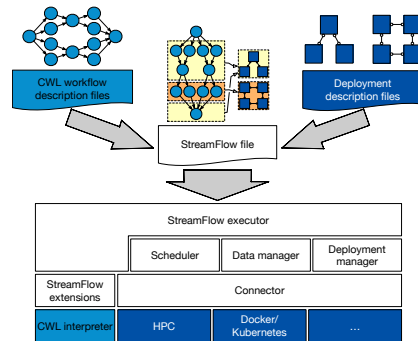 CWL workflow
description files
Deployment
description files
StreamFlow file
StreamFlow executor
Scheduler
Data manager
Deployment
manager
StreamFlow
extensions
Connector
CWL interpreter
HPC
Docker/
Kubernetes
...